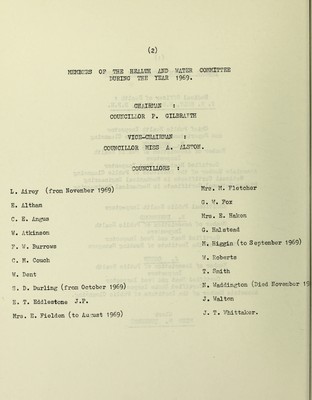 (2)
MEMBERS OF THE HEALTH AND WATER COMMITTEE
DURING THE YEAR 1969.
CHAIRMAN :
COUNCILLOR P. GILBRAITH
VICE-CHAIRMAN :
COUNCILLOR MISS A. ALSTON.
COUNCILLORS :
L. Airey (from November 1969)
E. Altham
C. E. Angus
W. Atkinson
F. W. Burrows
C. M. Couch
W. Dent
S. D. Durling (from October 1969)
E. T. Eddlestone J.P.
Mrs. E. Fielden (to August 1969)
Mrs. M. Fletcher
G. V. Fox
Mrs. E. Haken
G. Halstead
M. Higgin (to September 1969)
W. Roberts
T. Smith
N. Waddington (Died November 19
J. Walton
J. T. Whittaker.